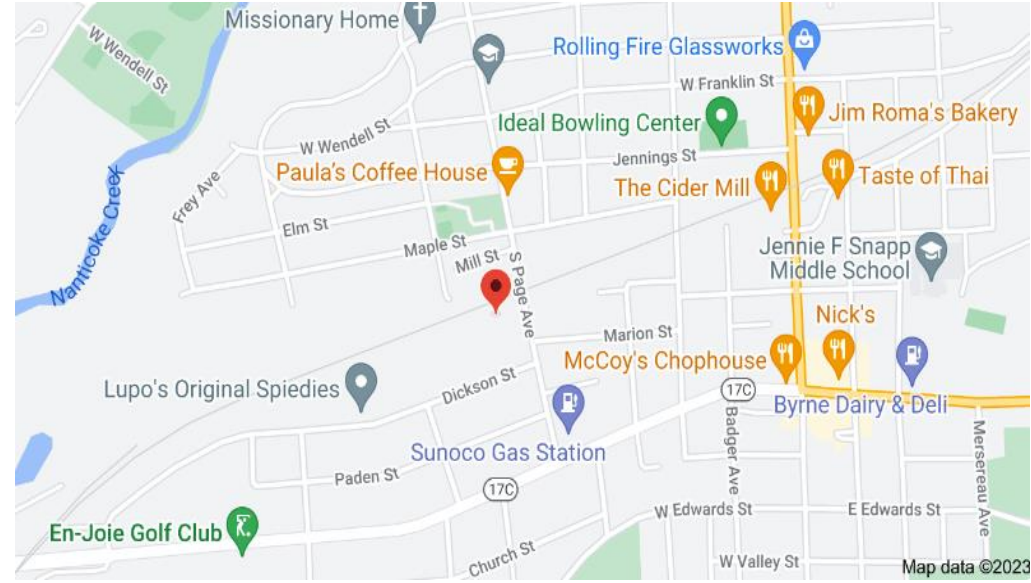 Missionary Home
W Wendell St
Rolling Fire Glassworks
W Franklin St
Jim Roma's Bakery
Ideal Bowling Center
W Wendell St
Jennings St
Paula's Coffee House
The Cider Mill
Taste of Thai
Frey Ave
Elm St
Maple St
Mill St
S Page Ave
Jennie F Snapp
Middle School
Nanticoke Creek
Nick's
Marion St
McCoy's Chophouse
Lupo's Original Spiedies
Dickson St
17C
Byrne Dairy & Deli
Badger Ave
Mersereau Ave
Sunoco Gas Station
Paden St
17C
W Edwards St
E Edwards St
En-Joie Golf Club
Church St
W Valley St
Map data ©2023